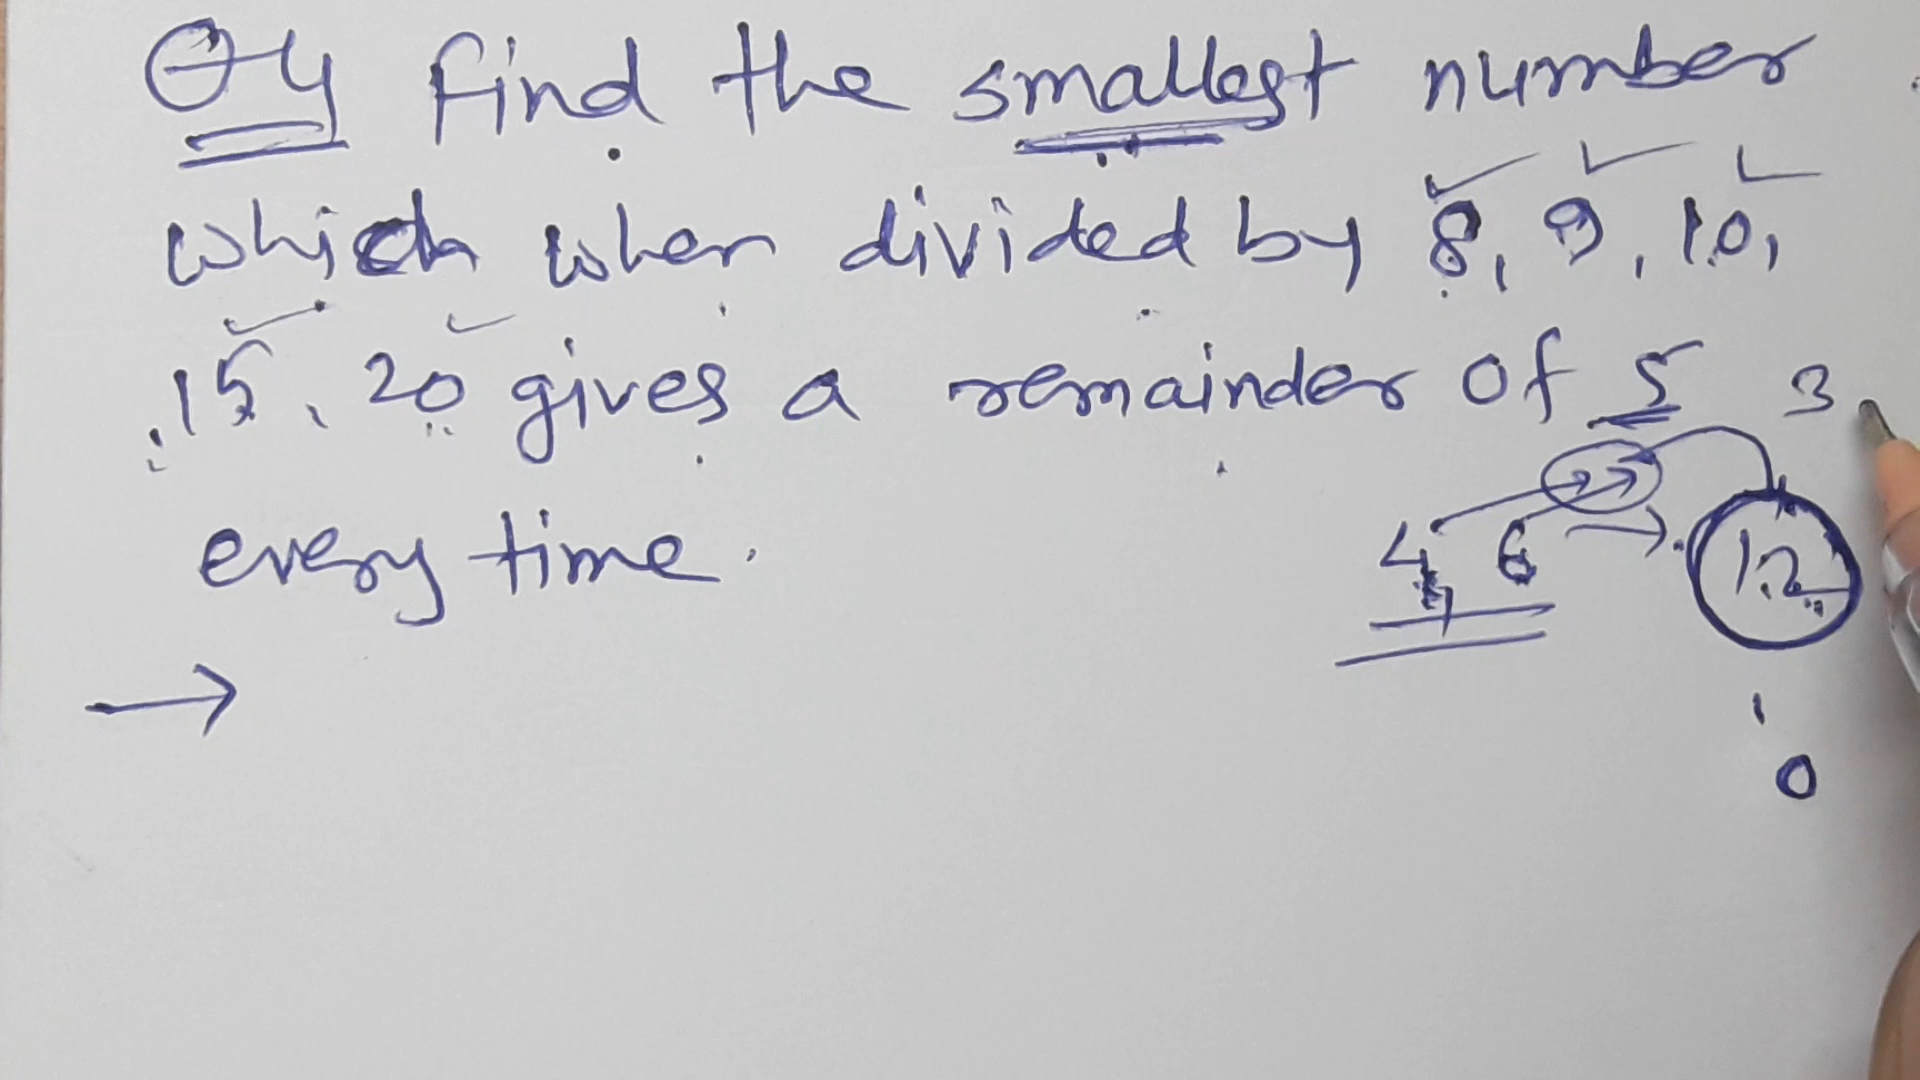 Q4 Find the smallest number
which when divided by 8, 9, 10,
15, 20 gives a remainder of 5
3
every time.
4 6 → 12
→
0